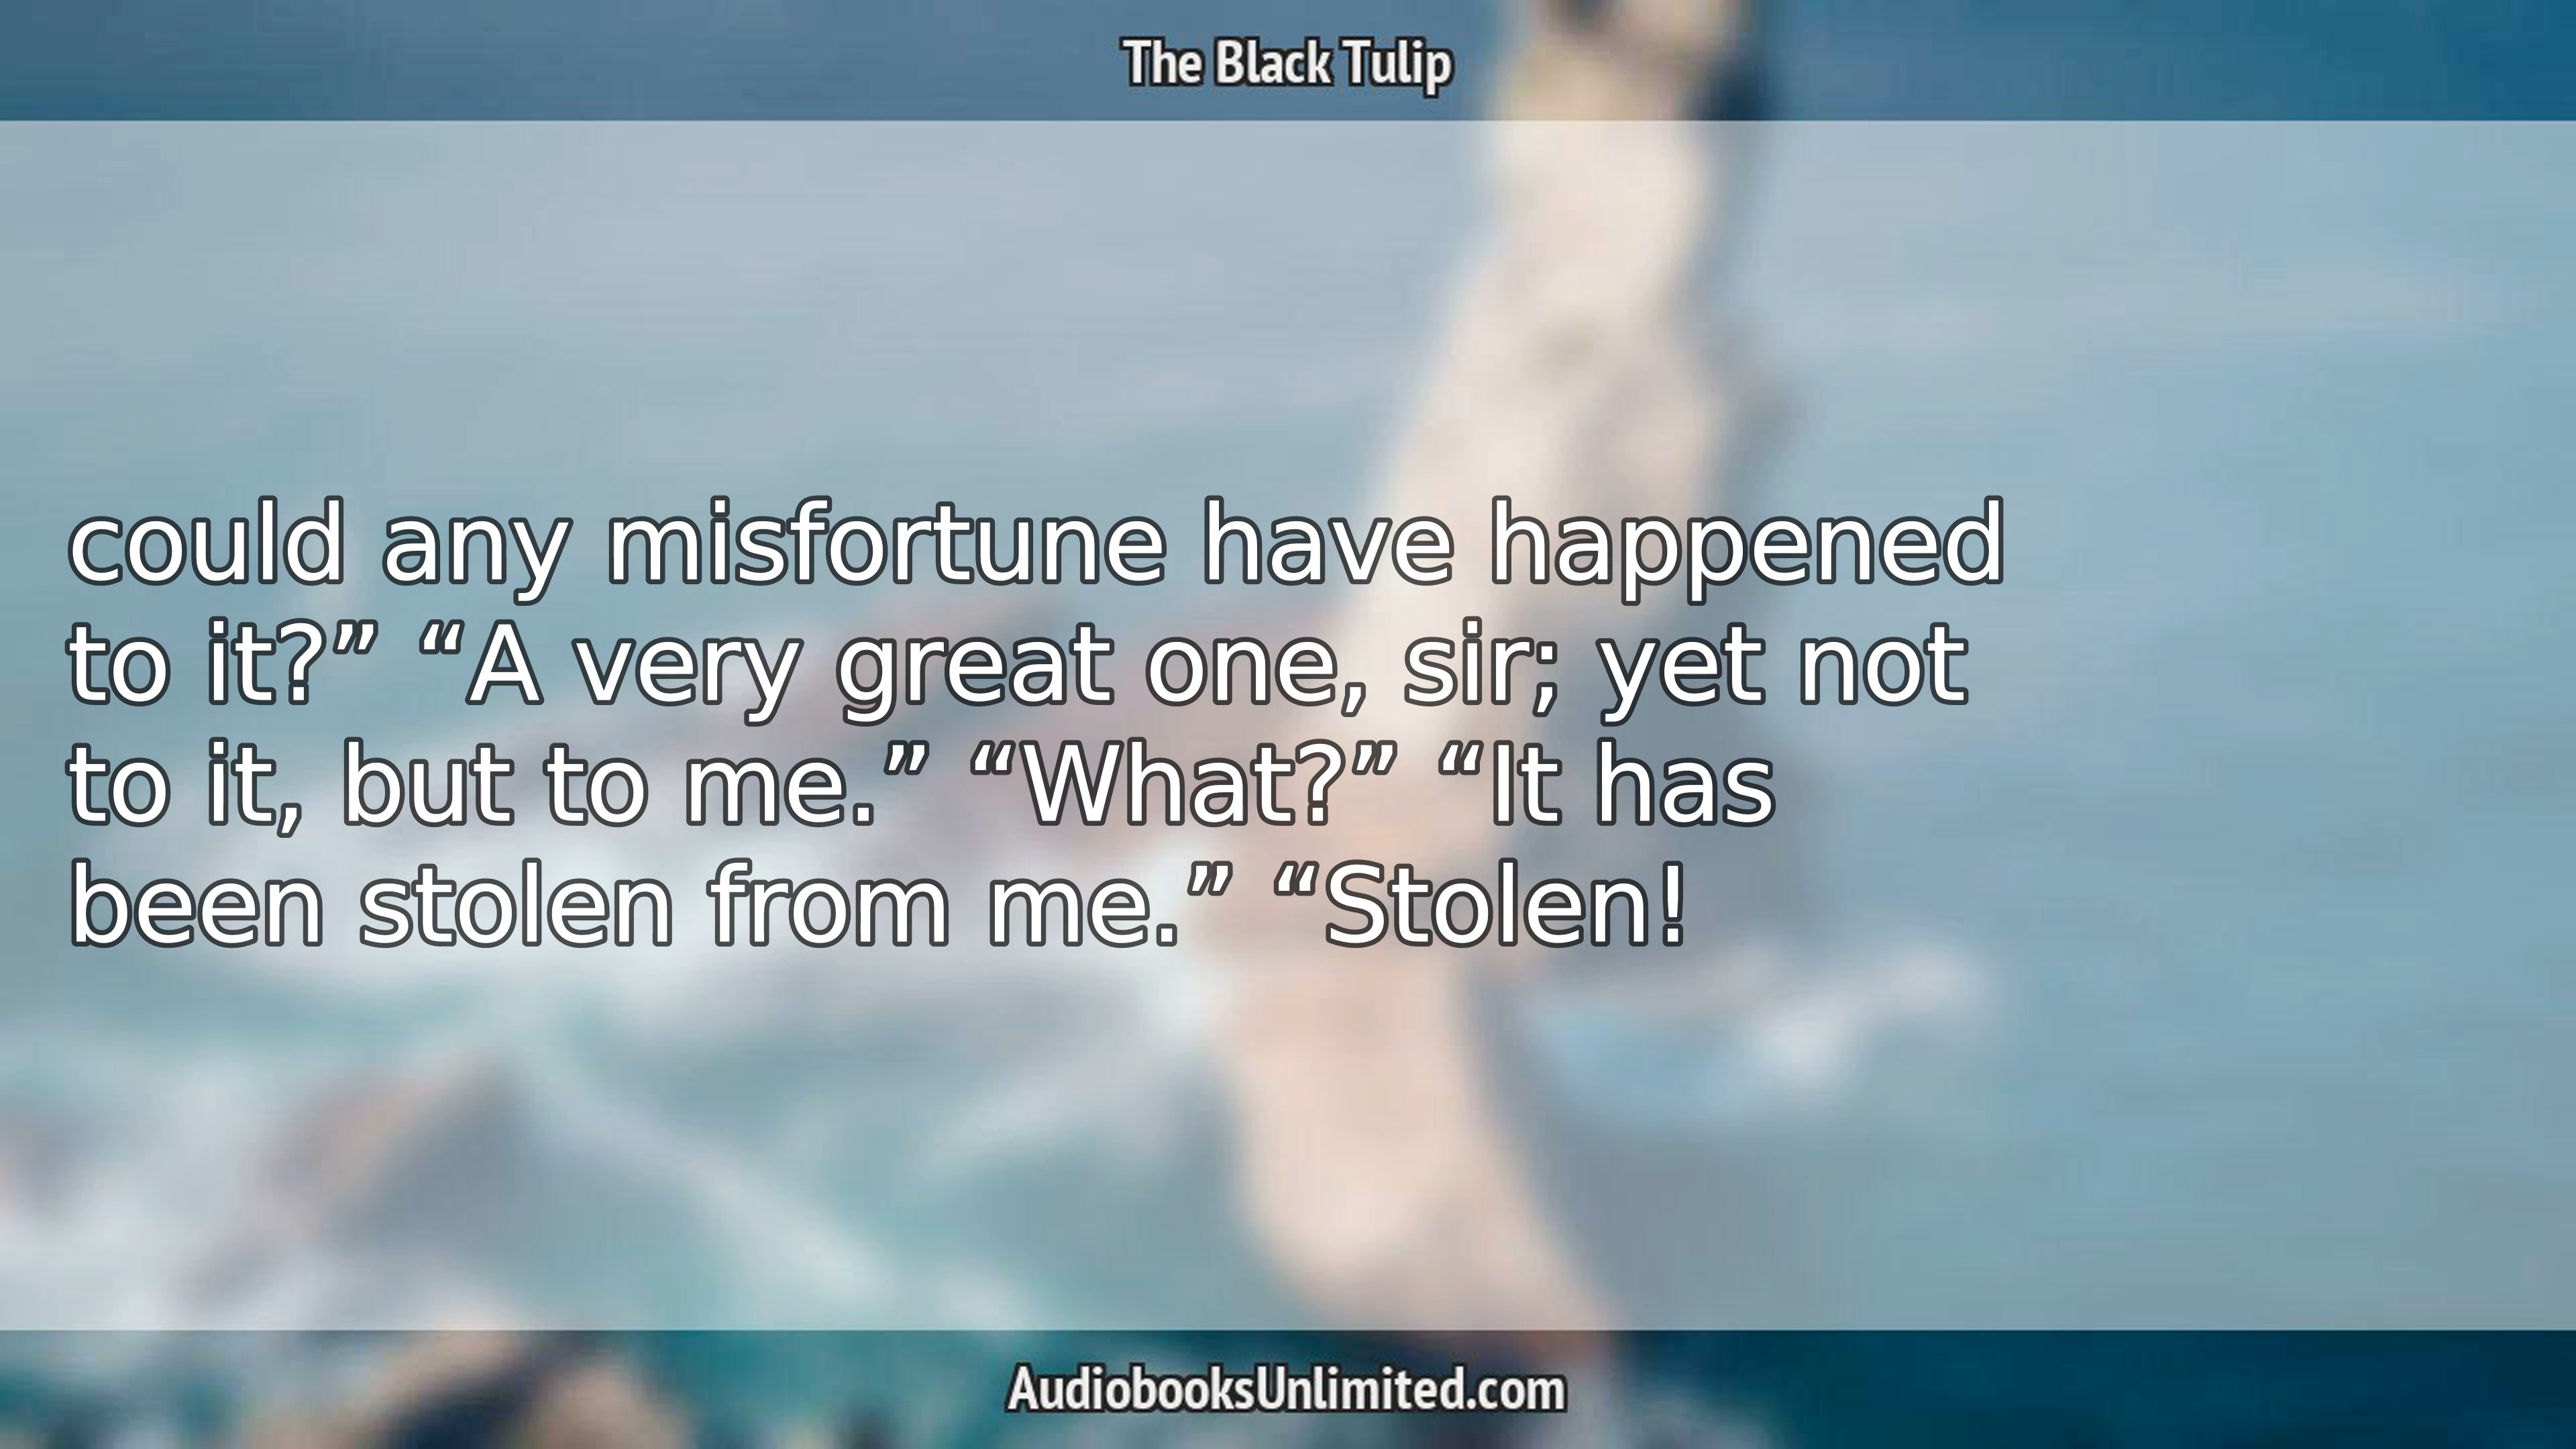 The Black Tulip
could any misfortune have happened
to it?” “A very great one, sir; yet not
to it, but to me.” “What?” “It has
been stolen from me.” “Stolen!
AudiobooksUnlimited.com